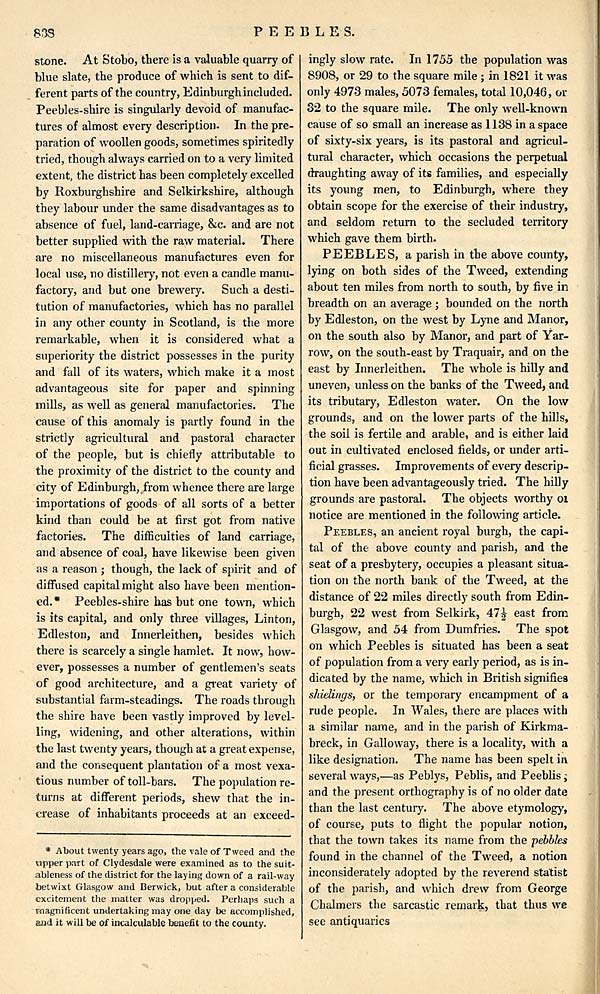 838
PEEBLES.
stone. At Stobo, there is a valuable quarry of
blue slate, the produce of which is sent to dif-
ferent parts of the country, Edinburgh included.
Peebles-shire is singularly devoid of manufac-
tures of almost every description. In the pre-
paration of woollen goods, sometimes spiritedly
tried, though always carried on to a very limited
extent, the district has been completely excelled
by Roxburghshire and Selkirkshire, although
they labour under the same disadvantages as to
absence of fuel, land-carriage, &c. and are not
better supplied with the raw material. There
are no miscellaneous manufactures even for
local use, no distillery, not even a candle manu-
factory, and but one brewery. Such a desti-
tution of manufactories, which has no parallel
in any other county in Scotland, is the more
remarkable, when it is considered what a
superiority the district possesses in the purity
and fall of its waters, which make it a most
advantageous site for paper and spinning
mills, as well as general manufactories. The
cause of this anomaly is partly found in the
strictly agricultural and pastoral character
of the people, but is chiefly attributable to
the proximity of the district to the county and
city of Edinburgh, from whence there are large
importations of goods of all sorts of a better
kind than could be at first got from native
factories. The difficulties of land carriage,
and absence of coal, have likewise been given
as a reason; though, the lack of spirit and of
diffused capital might also have been mention-
ed.* Peebles-shire has but one town, which
is its capital, and only three villages, Linton,
Edleston, and Innerleithen, besides which
there is scarcely a single hamlet. It now, how-
ever, possesses a number of gentlemen's seats
of good architecture, and a great variety of
substantial farm-steadings. The roads through
the shire have been vastly improved by level-
ling, widening, and other alterations, within
the last twenty years, though at a great expense,
and the consequent plantation of a most vexa-
tious number of toll-bars. The population re-
turns at different periods, shew that the in-
crease of inhabitants proceeds at an exceed-
* About twenty years ago, the vale of Tweed and the
upper part of Clydesdale were examined as to the suit-
ableness of the district for the laying down of a rail-way
betwixt Glasgow and Berwick, but after a considerable
excitement the matter was dropped. Perhaps such a
magnificent undertaking may one day be accomplished,
and it will be of incalculable benefit to the county.
ingly slow rate. In 1755 the population was
8908, or 29 to the square mile; in 1821 it was
only 4973 males, 5073 females, total 10,046, or
32 to the square mile. The only well-known
cause of so small an increase as 1138 in a space
of sixty-six years, is its pastoral and agricul-
tural character, which occasions the perpetual
draughting away of its families, and especially
its young men, to Edinburgh, where they
obtain scope for the exercise of their industry,
and seldom return to the secluded territory
which gave them birth.
PEEBLES, a parish in the above county,
lying on both sides of the Tweed, extending
about ten miles from north to south, by five in
breadth on an average; bounded on the north
by Edleston, on the west by Lyne and Manor,
on the south also by Manor, and part of Yar-
row, on the south-east by Traquair, and on the
east by Innerleithen. The whole is hilly and
uneven, unless on the banks of the Tweed, and
its tributary, Edleston water. On the low
grounds, and on the lower parts of the hills,
the soil is fertile and arable, and is either laid
out in cultivated enclosed fields, or under arti-
ficial grasses. Improvements of every descrip-
tion have been advantageously tried. The hilly
grounds are pastoral. The objects worthy of
notice are mentioned in the following article.
PEEBLES, an ancient royal burgh, the capi-
tal of the above county and parish, and the
seat of a presbytery, occupies a pleasant situa-
tion on the north bank of the Tweed, at the
distance of 22 miles directly south from Edin-
burgh, 22 west from Selkirk, 47½ east from
Glasgow, and 54 from Dumfries. The spot
on which Peebles is situated has been a seat
of population from a very early period, as is in-
dicated by the name, which in British signifies
shielings, or the temporary encampment of a
rude people. In Wales, there are places with
a similar name, and in the parish of Kirkma-
breck, in Galloway, there is a locality, with a
like designation. The name has been spelt in
several ways,—as Peblys, Peblis, and Peeblis;
and the present orthography is of no older date
than the last century. The above etymology,
of course, puts to flight the popular notion,
that the town takes its name from the pebbles
found in the channel of the Tweed, a notion
inconsiderately adopted by the reverend statist
of the parish, and which drew from George
Chalmers the sarcastic remark, that thus we
see antiquaries